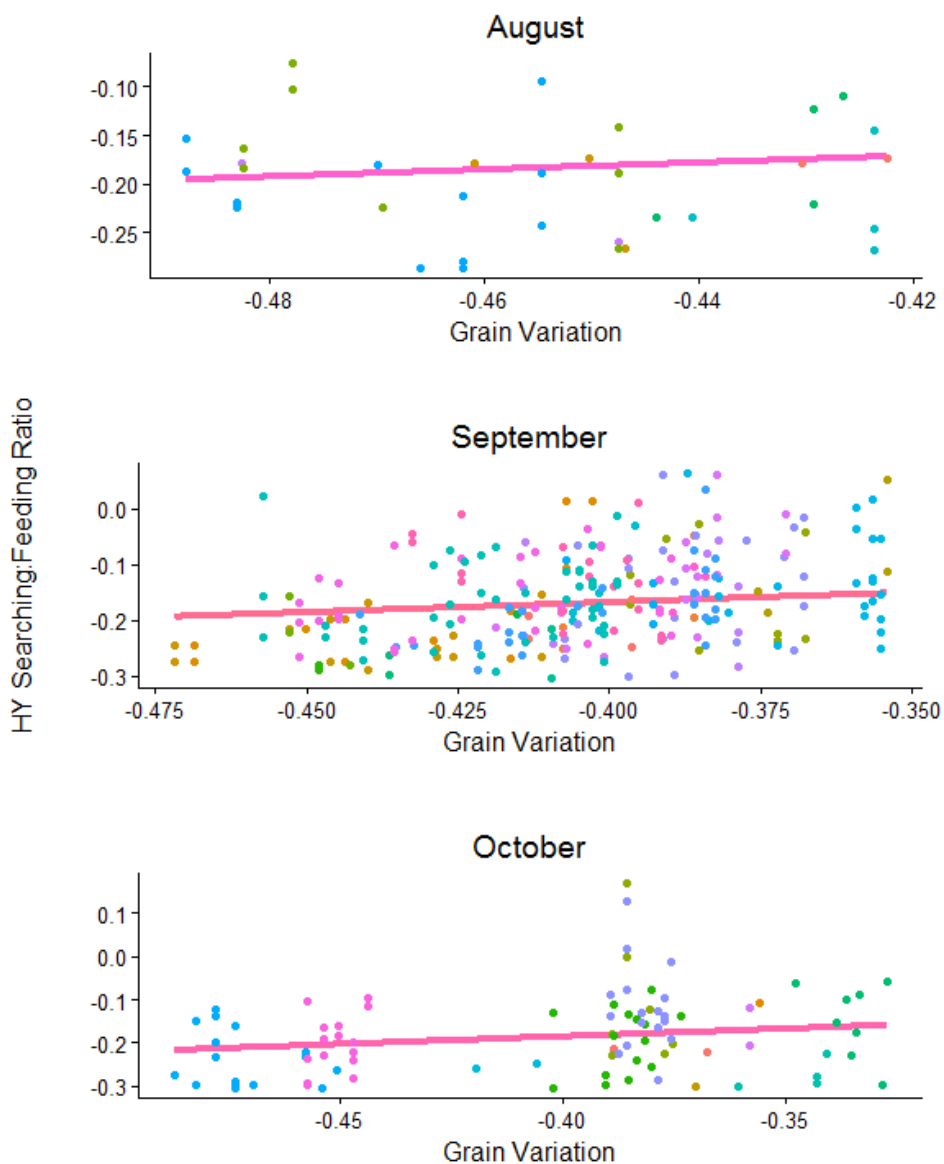 August
-0.10
-0.15
-0.20
-0.25
-0.48 -0.46 -0.44 -0.42
Grain Variation
HY Searching:Feeding Ratio
September
0.0
-0.1
-0.2
-0.3
-0.475 -0.450 -0.425 -0.400 -0.375 -0.350
Grain Variation
October
0.1
0.0
-0.1
-0.2
-0.3
-0.45 -0.40 -0.35
Grain Variation